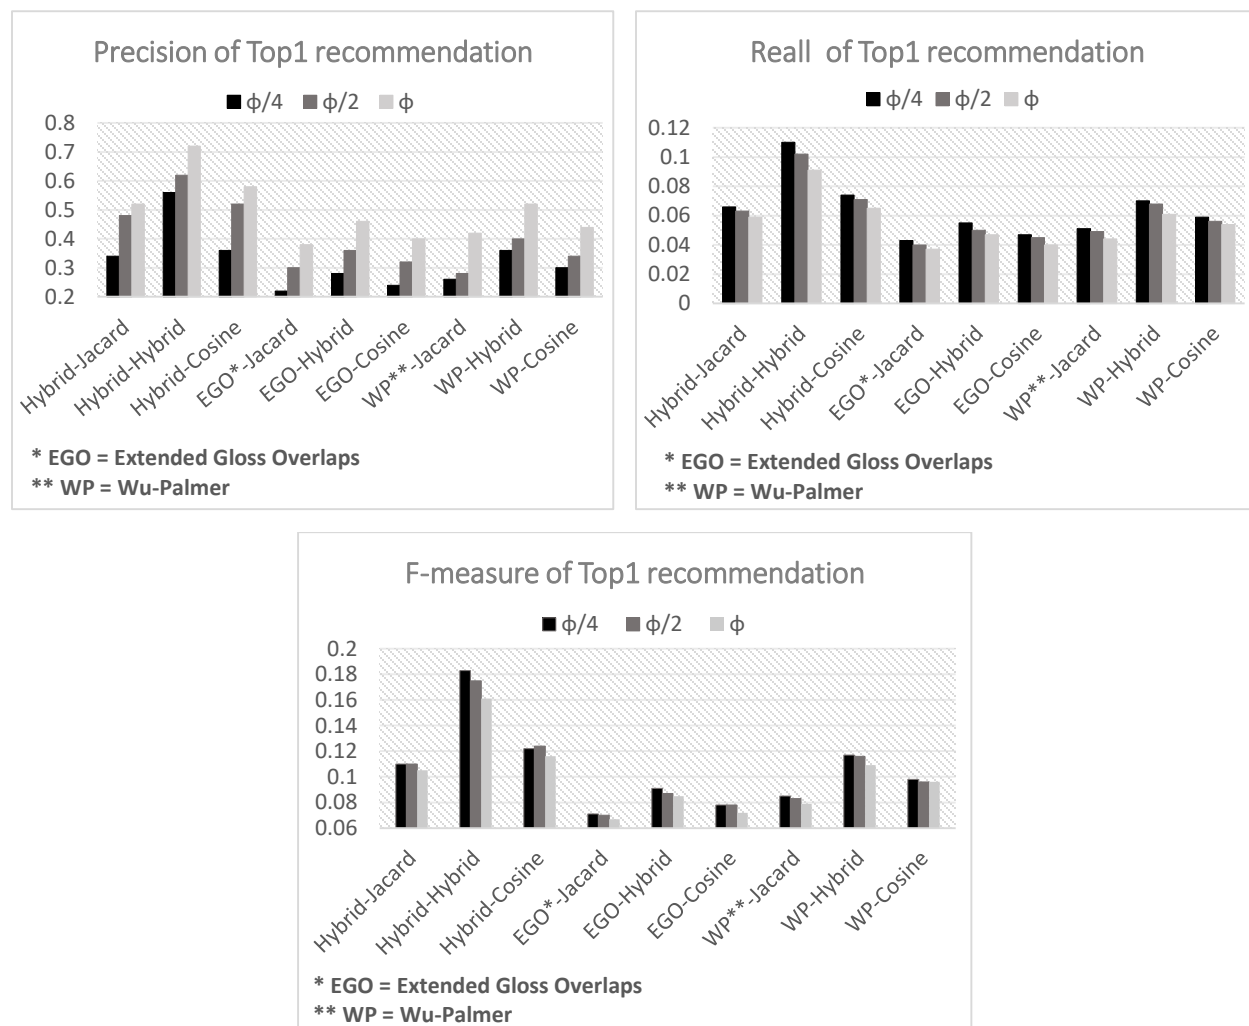 Precision of Top1 recommendation
ϕ/4 ϕ/2 ϕ
0.8
0.7
0.6
0.5
0.4
0.3
0.2
Hybrid-Jacard
Hybrid-Hybrid
Hybrid-Cosine
EGO*-Jacard
EGO-Hybrid
EGO-Cosine
WP**-Jacard
WP-Hybrid
WP-Cosine
* EGO = Extended Gloss Overlaps
** WP = Wu-Palmer
Reall of Top1 recommendation
ϕ/4 ϕ/2 ϕ
0.12
0.1
0.08
0.06
0.04
0.02
0
Hybrid-Jacard
Hybrid-Hybrid
Hybrid-Cosine
EGO*-Jacard
EGO-Hybrid
EGO-Cosine
WP**-Jacard
WP-Hybrid
WP-Cosine
* EGO = Extended Gloss Overlaps
** WP = Wu-Palmer
F-measure of Top1 recommendation
ϕ/4 ϕ/2 ϕ
0.2
0.18
0.16
0.14
0.12
0.1
0.08
0.06
Hybrid-Jacard
Hybrid-Hybrid
Hybrid-Cosine
EGO*-Jacard
EGO-Hybrid
EGO-Cosine
WP**-Jacard
WP-Hybrid
WP-Cosine
* EGO = Extended Gloss Overlaps
** WP = Wu-Palmer